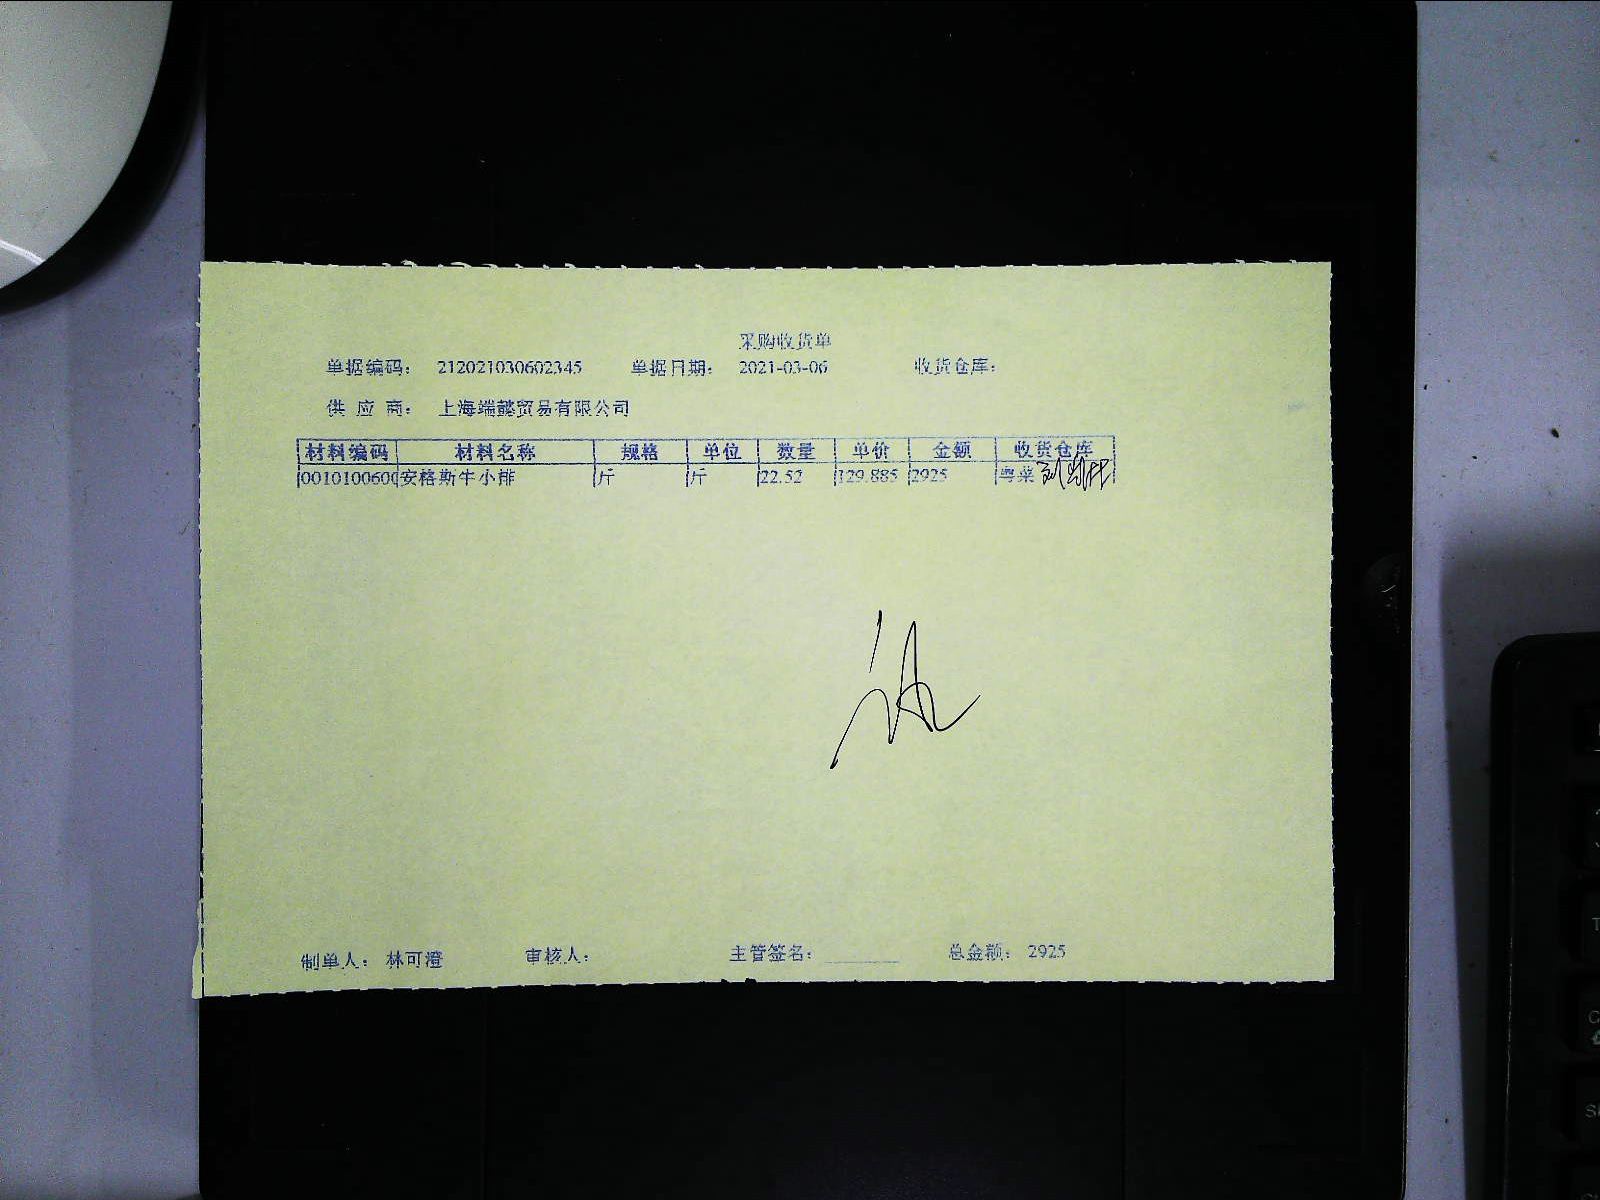 采购收货单
单据编码： 212021030602345 单据日期： 2021-03-06 收货仓库：
供 应 商： 上海端懿贸易有限公司
材料编码 材料名称 规格 单位 数量 单价 金额 收货仓库
0010100600 安格斯牛小排 斤 斤 22.52 129.885 2925 粤菜
制单人： 林可澄 审核人： 主管签名： 总金额： 2925